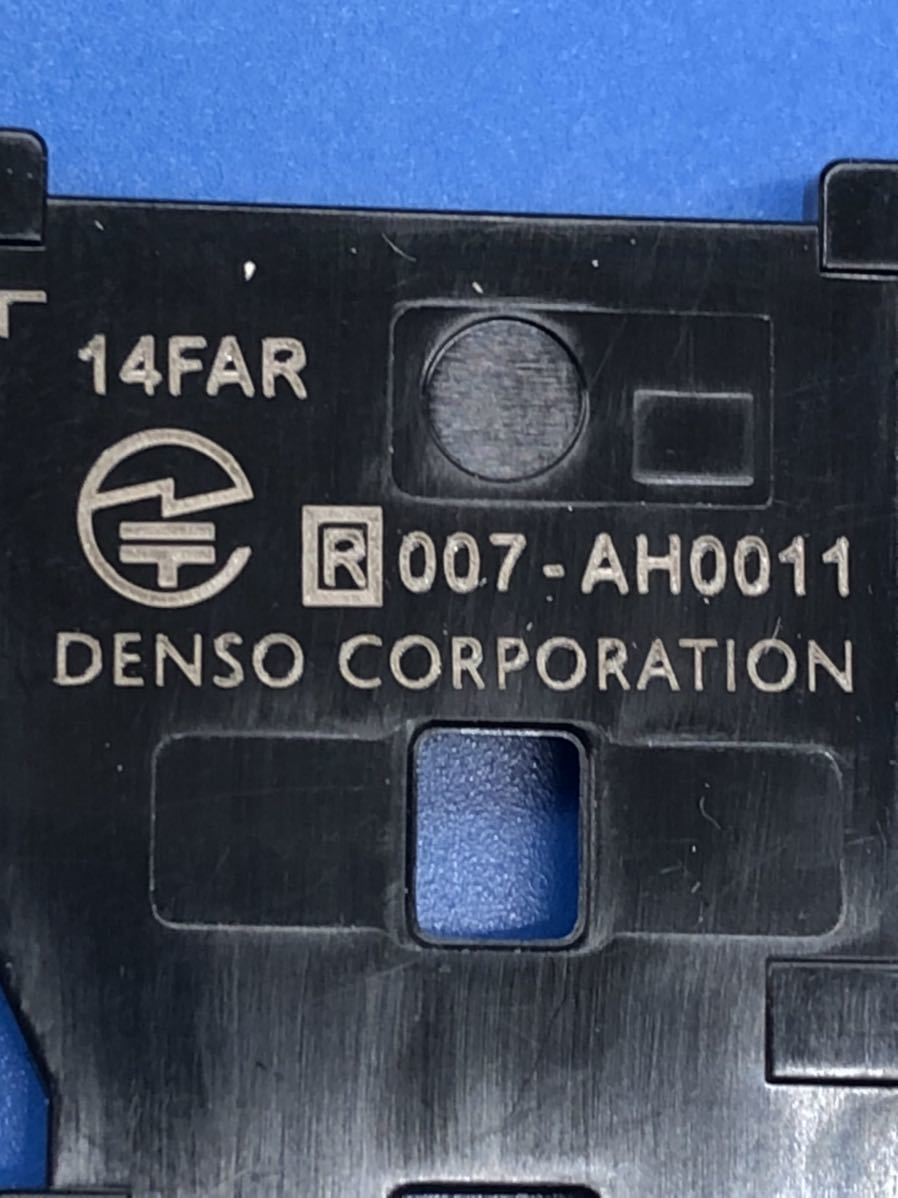 14FAR
R 007-AH0011
DENSO CORPORATION